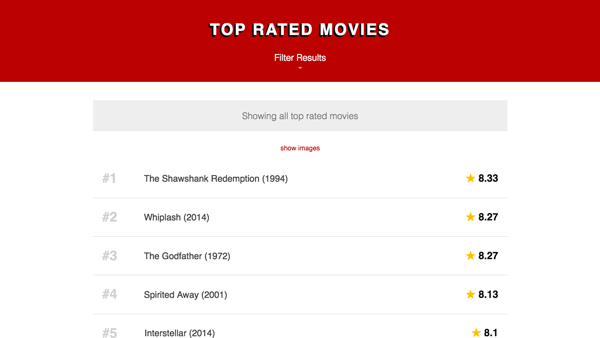 TOP RATED MOVIES
Filter Results
Showing all top rated movies
show images
#1 The Shawshank Redemption (1994) ★ 8.33
#2 Whiplash (2014) ★ 8.27
#3 The Godfather (1972) ★ 8.27
#4 Spirited Away (2001) ★ 8.13
#5 Interstellar (2014) ★ 8.1